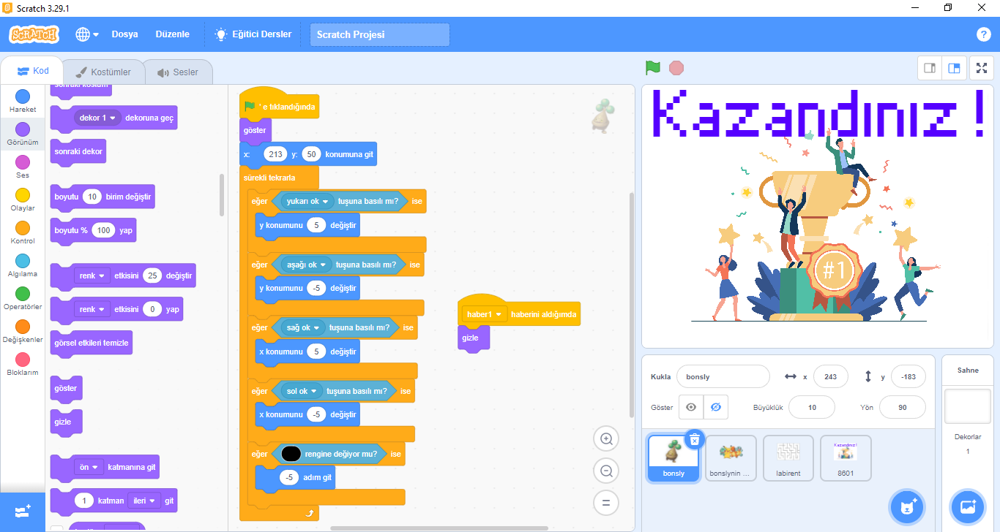 Scratch 3.29.1
SCRATCH
Dosya
Düzenle
Eğitici Dersler
Scratch Projesi
?
Kod
Kostümler
Sesler
Hareket
Görünüm
Ses
Olaylar
Kontrol
Algılama
Operatörler
Değişkenler
Bloklarım
sonraki kostüm
dekor 1 dekoruna geç
sonraki dekor
boyutu 10 birim değiştir
boyutu % 100 yap
renk etkisini 25 değiştir
renk etkisini 0 yap
görsel etkileri temizle
göster
gizle
ön katmanına git
1 katman ileri git
' e tıklandığında
göster
x: 213 y: 50 konumuna git
sürekli tekrarla
eğer yukarı ok tuşuna basılı mı? ise
y konumunu 5 değiştir
eğer aşağı ok tuşuna basılı mı? ise
y konumunu -5 değiştir
eğer sağ ok tuşuna basılı mı? ise
x konumunu 5 değiştir
eğer sol ok tuşuna basılı mı? ise
x konumunu -5 değiştir
eğer rengine değiyor mu? ise
-5 adım git
haber1 haberini aldığımda
gizle
Kazandınız !
#1
Kukla bonsly x 243 y -183
Göster Büyüklük 10 Yön 90
bonsly
bonslynin ...
labirent
Kazandınız !
8601
Sahne
Dekorlar
1